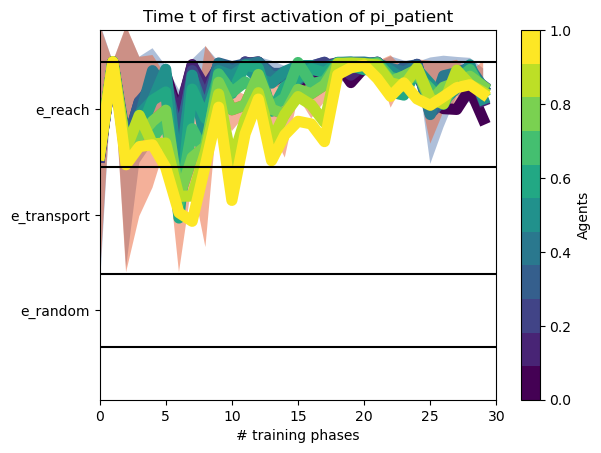 Time t of first activation of pi_patient
e_reach
e_transport
e_random
0
5
10
15
20
25
30
# training phases
1.0
0.8
0.6
0.4
0.2
0.0
Agents